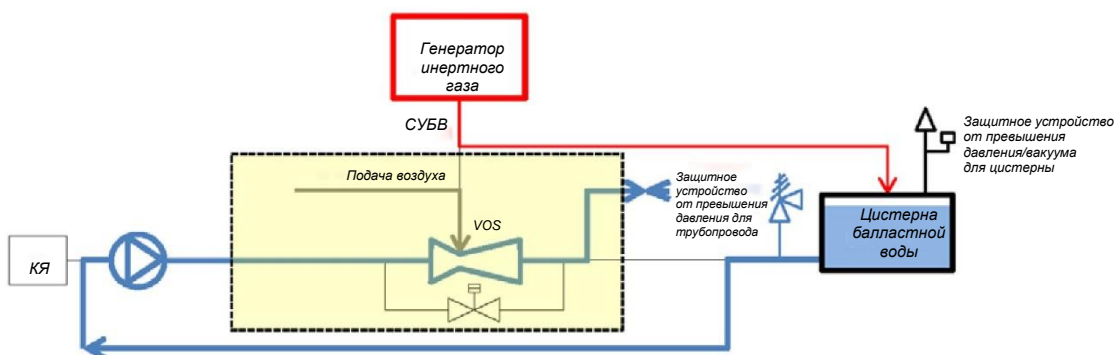 Генератор
инертного
газа
СУБВ
Защитное устройство
от превышения
давления/вакуума
для цистерны
Подача воздуха
Защитное
устройство
от превышения
давления для
трубопровода
VOS
Цистерна
балластной
воды
КЯ